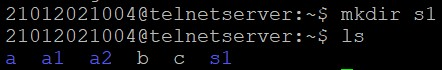 21012021004@telnetserver:~$ mkdir s1
21012021004@telnetserver:~$ ls
a  a1  a2  b  c  s1